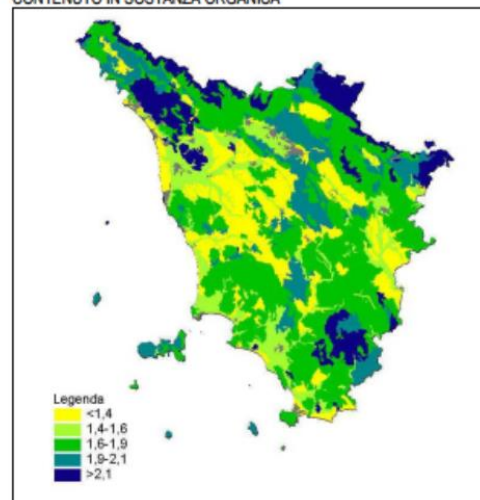 CONTENUTO IN SOSTANZA ORGANICA
Legenda
<1,4
1,4-1,6
1,6-1,9
1,9-2,1
>2,1